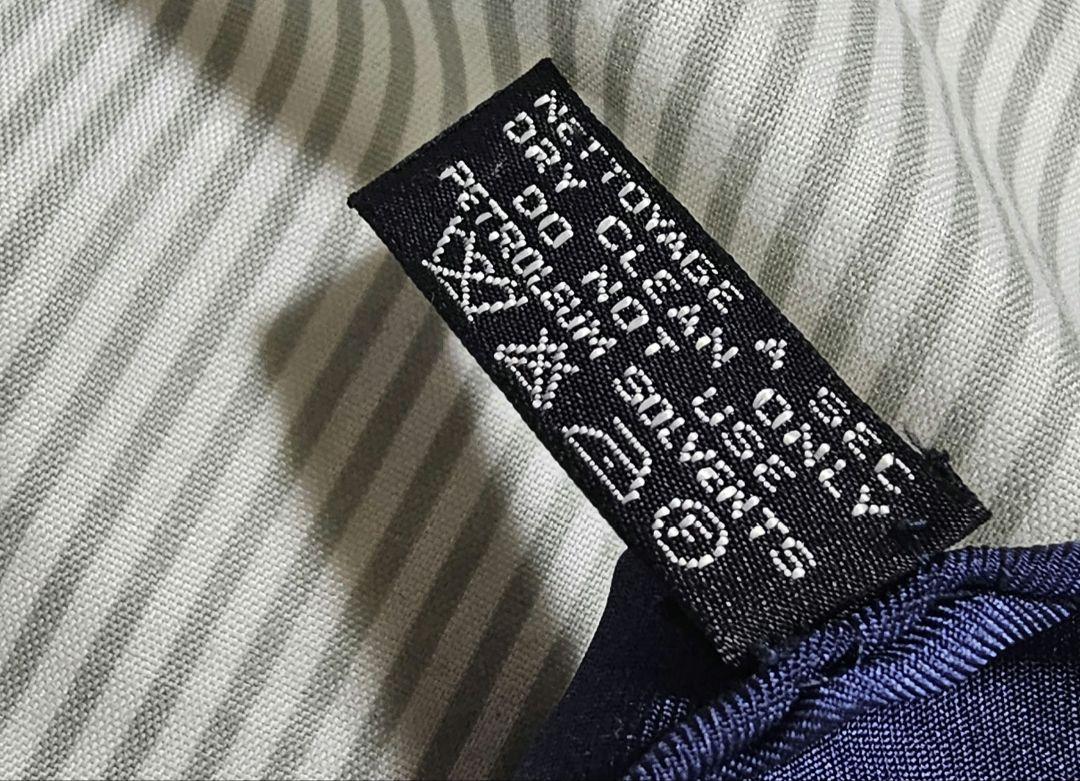 NETTOYAGE A SEC
DRY CLEAN ONLY
DO NOT USE
PETROLEUM SOLVENTS
F